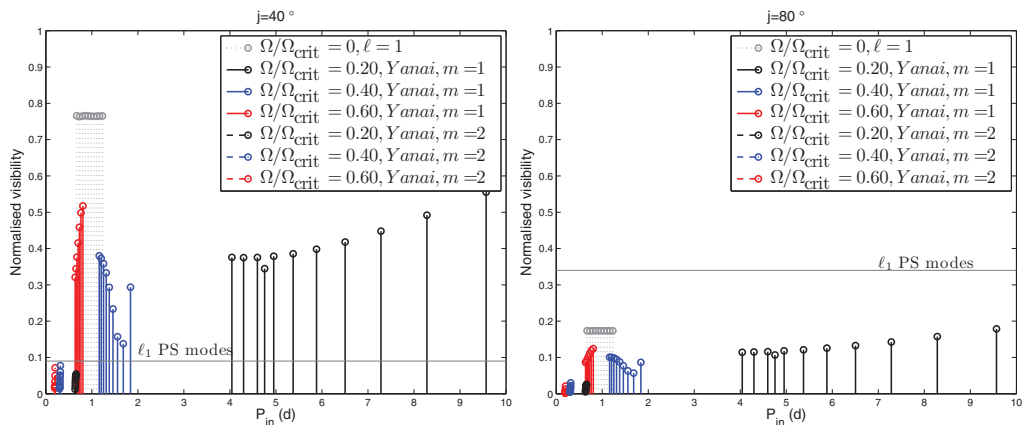 j=40 °
Normalised visibility
1
0.9
0.8
0.7
0.6
0.5
0.4
0.3
0.2
0.1
0
Ω/Ω_crit = 0, ℓ = 1
Ω/Ω_crit = 0.20, Yanai, m=1
Ω/Ω_crit = 0.40, Yanai, m=1
Ω/Ω_crit = 0.60, Yanai, m=1
Ω/Ω_crit = 0.20, Yanai, m=2
Ω/Ω_crit = 0.40, Yanai, m=2
Ω/Ω_crit = 0.60, Yanai, m=2
ℓ₁ PS modes
0 1 2 3 4 5 6 7 8 9 10
P_in (d)
j=80 °
Normalised visibility
1
0.9
0.8
0.7
0.6
0.5
0.4
0.3
0.2
0.1
0
Ω/Ω_crit = 0, ℓ = 1
Ω/Ω_crit = 0.20, Yanai, m=1
Ω/Ω_crit = 0.40, Yanai, m=1
Ω/Ω_crit = 0.60, Yanai, m=1
Ω/Ω_crit = 0.20, Yanai, m=2
Ω/Ω_crit = 0.40, Yanai, m=2
Ω/Ω_crit = 0.60, Yanai, m=2
ℓ₁ PS modes
0 1 2 3 4 5 6 7 8 9 10
P_in (d)